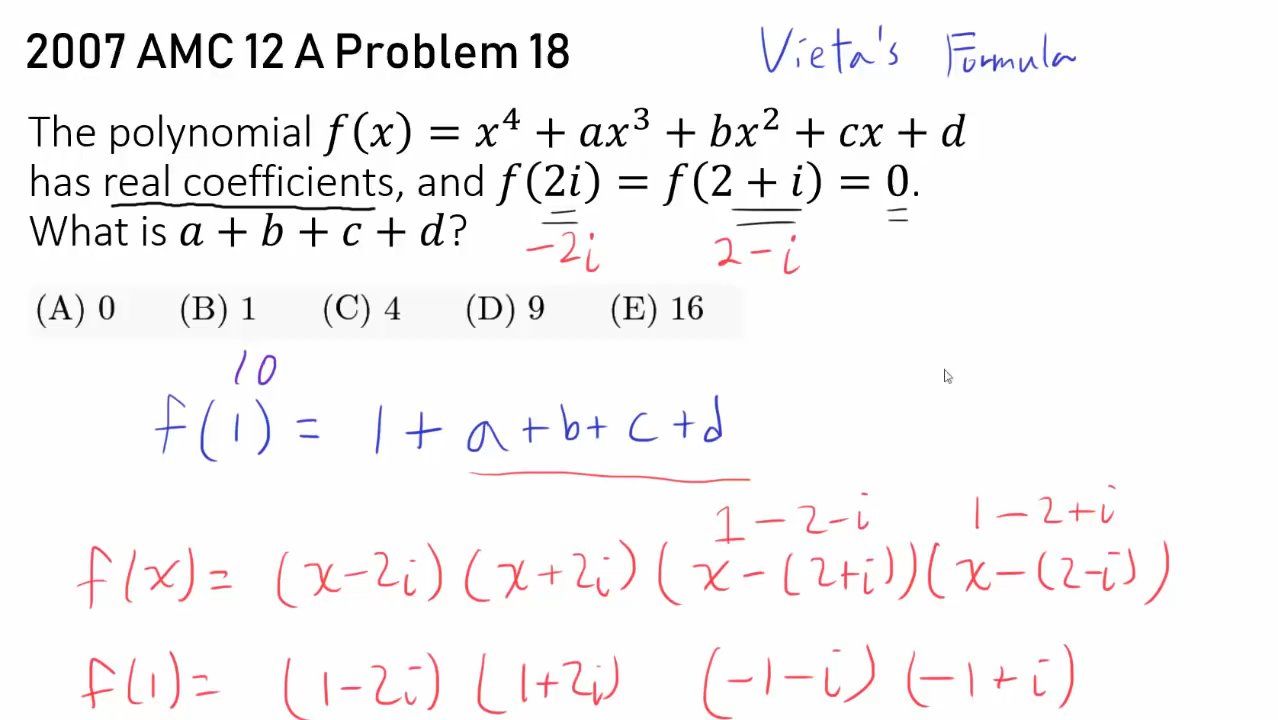 2007 AMC 12 A Problem 18
Vieta's Formula
The polynomial f(x) = x⁴ + ax³ + bx² + cx + d
has real coefficients, and f(2i) = f(2 + i) = 0.
What is a + b + c + d?
-2i 2-i
(A) 0 (B) 1 (C) 4 (D) 9 (E) 16
10
f(1) = 1 + a + b + c + d
1-2-i 1-2+i
f(x) = (x-2i)(x+2i)(x-(2+i))(x-(2-i))
f(1) = (1-2i)(1+2i) (-1-i)(-1+i)